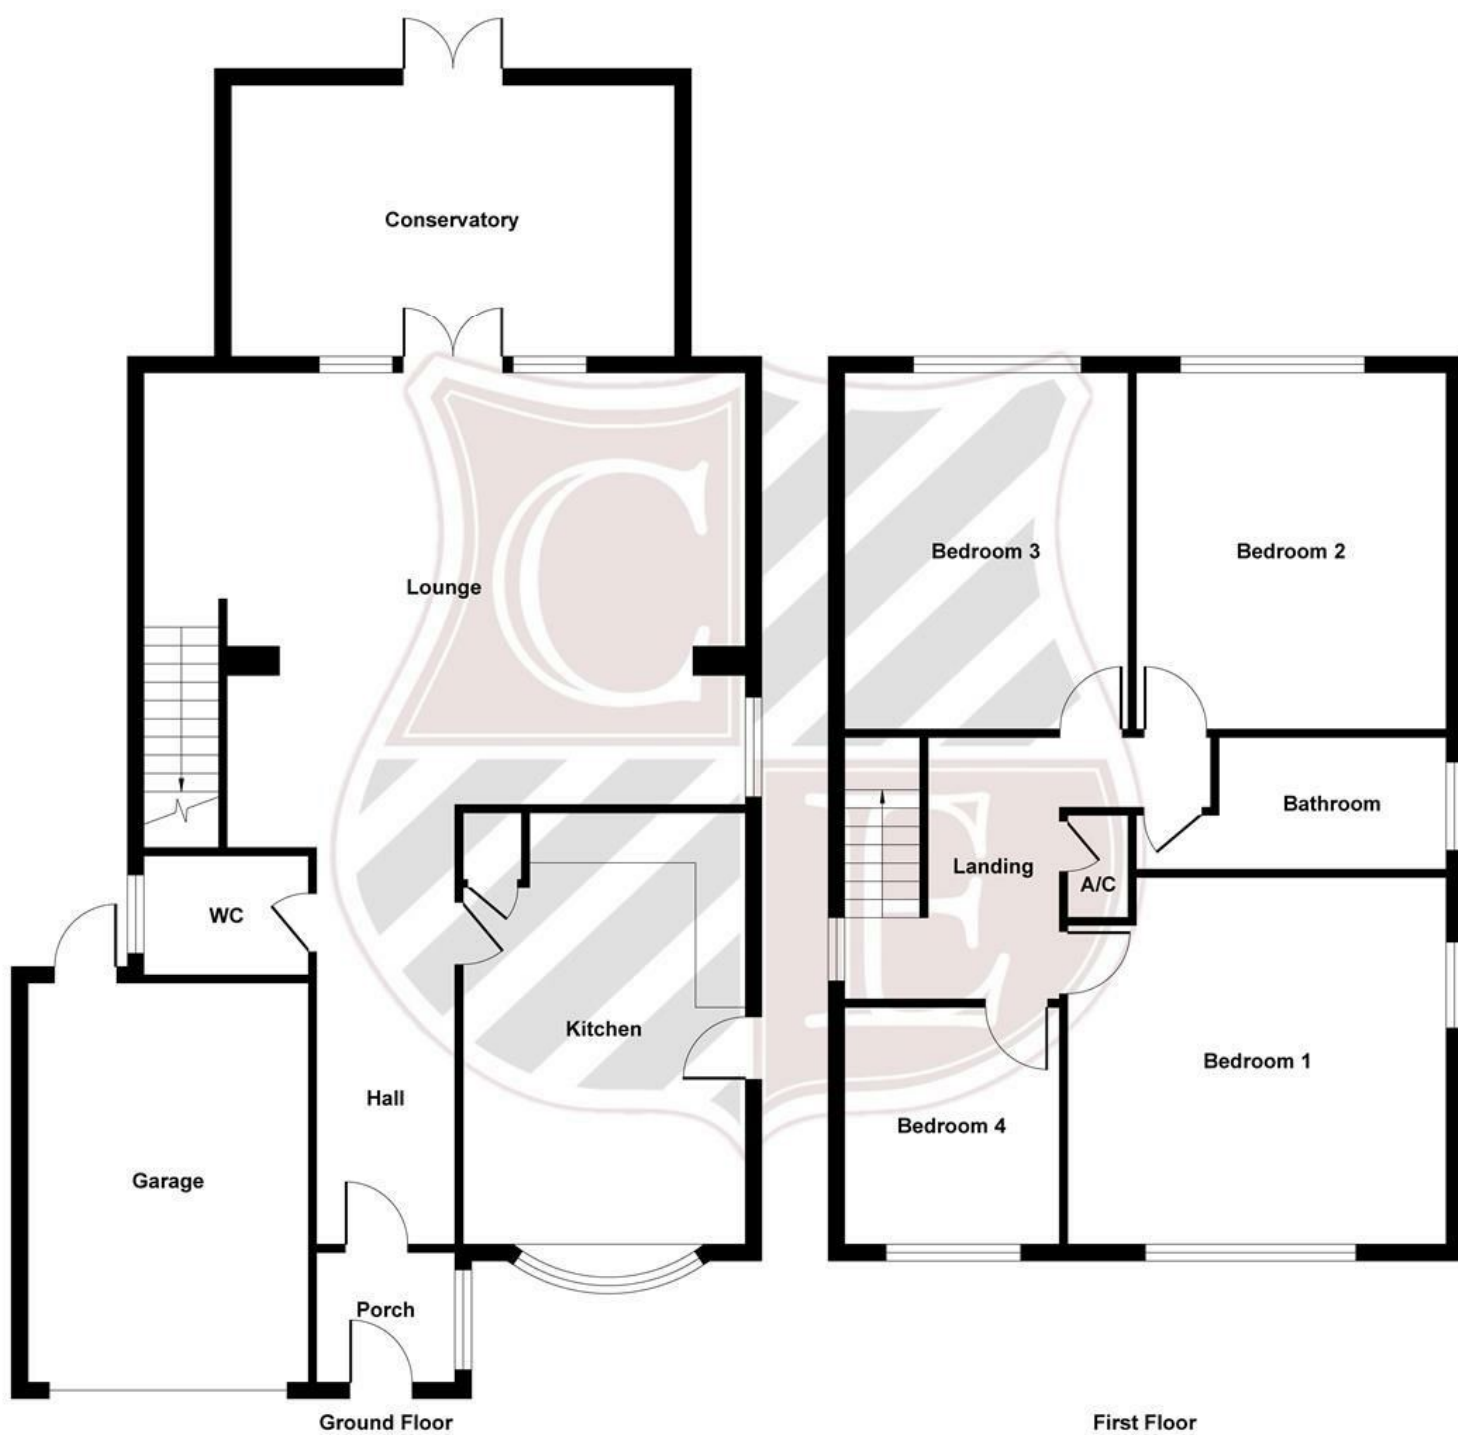 Conservatory
Lounge
WC
Kitchen
Hall
Garage
Porch
Ground Floor
Bedroom 3
Bedroom 2
Bathroom
Landing
A/C
Bedroom 1
Bedroom 4
First Floor
C
E